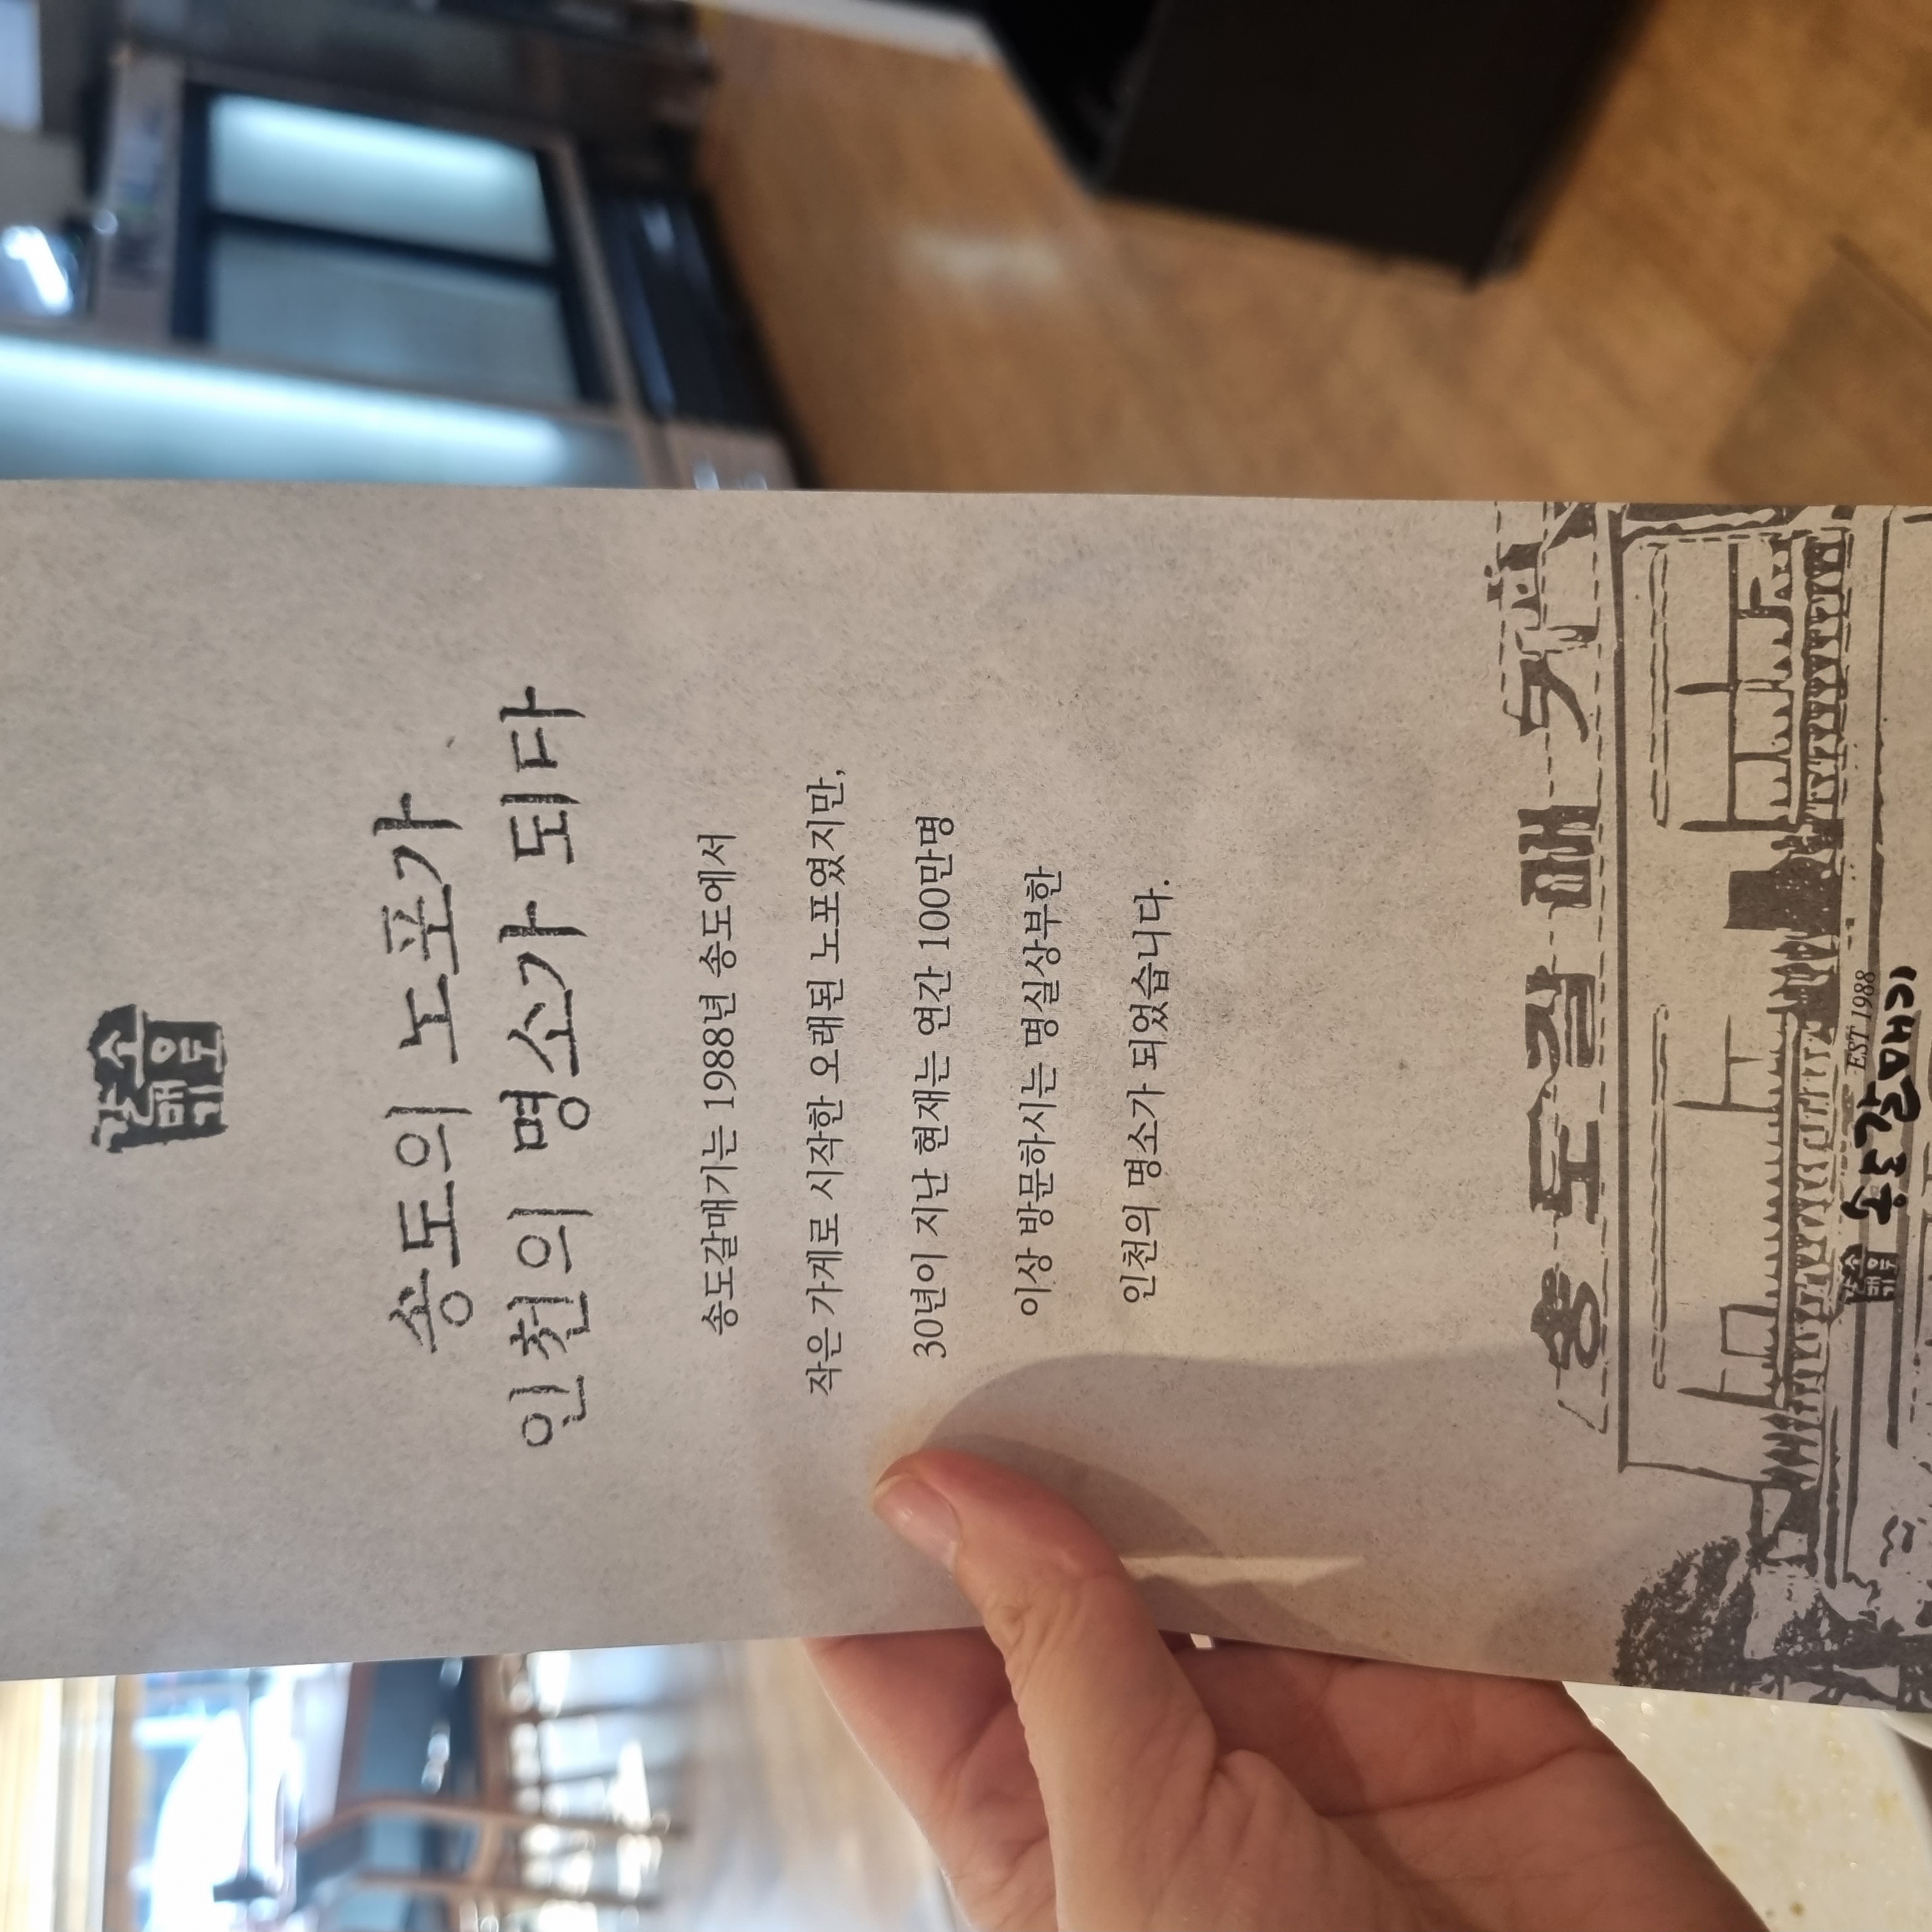 송도
갈매기
송도의 노포가
인천의 명소가 되다
송도갈매기는 1988년 송도에서
작은 가게로 시작한 오래된 노포였지만,
30년이 지난 현재는 연간 100만명
이상 방문하시는 명실상부한
인천의 명소가 되었습니다.
송도갈매기
EST 1988
송도갈매기